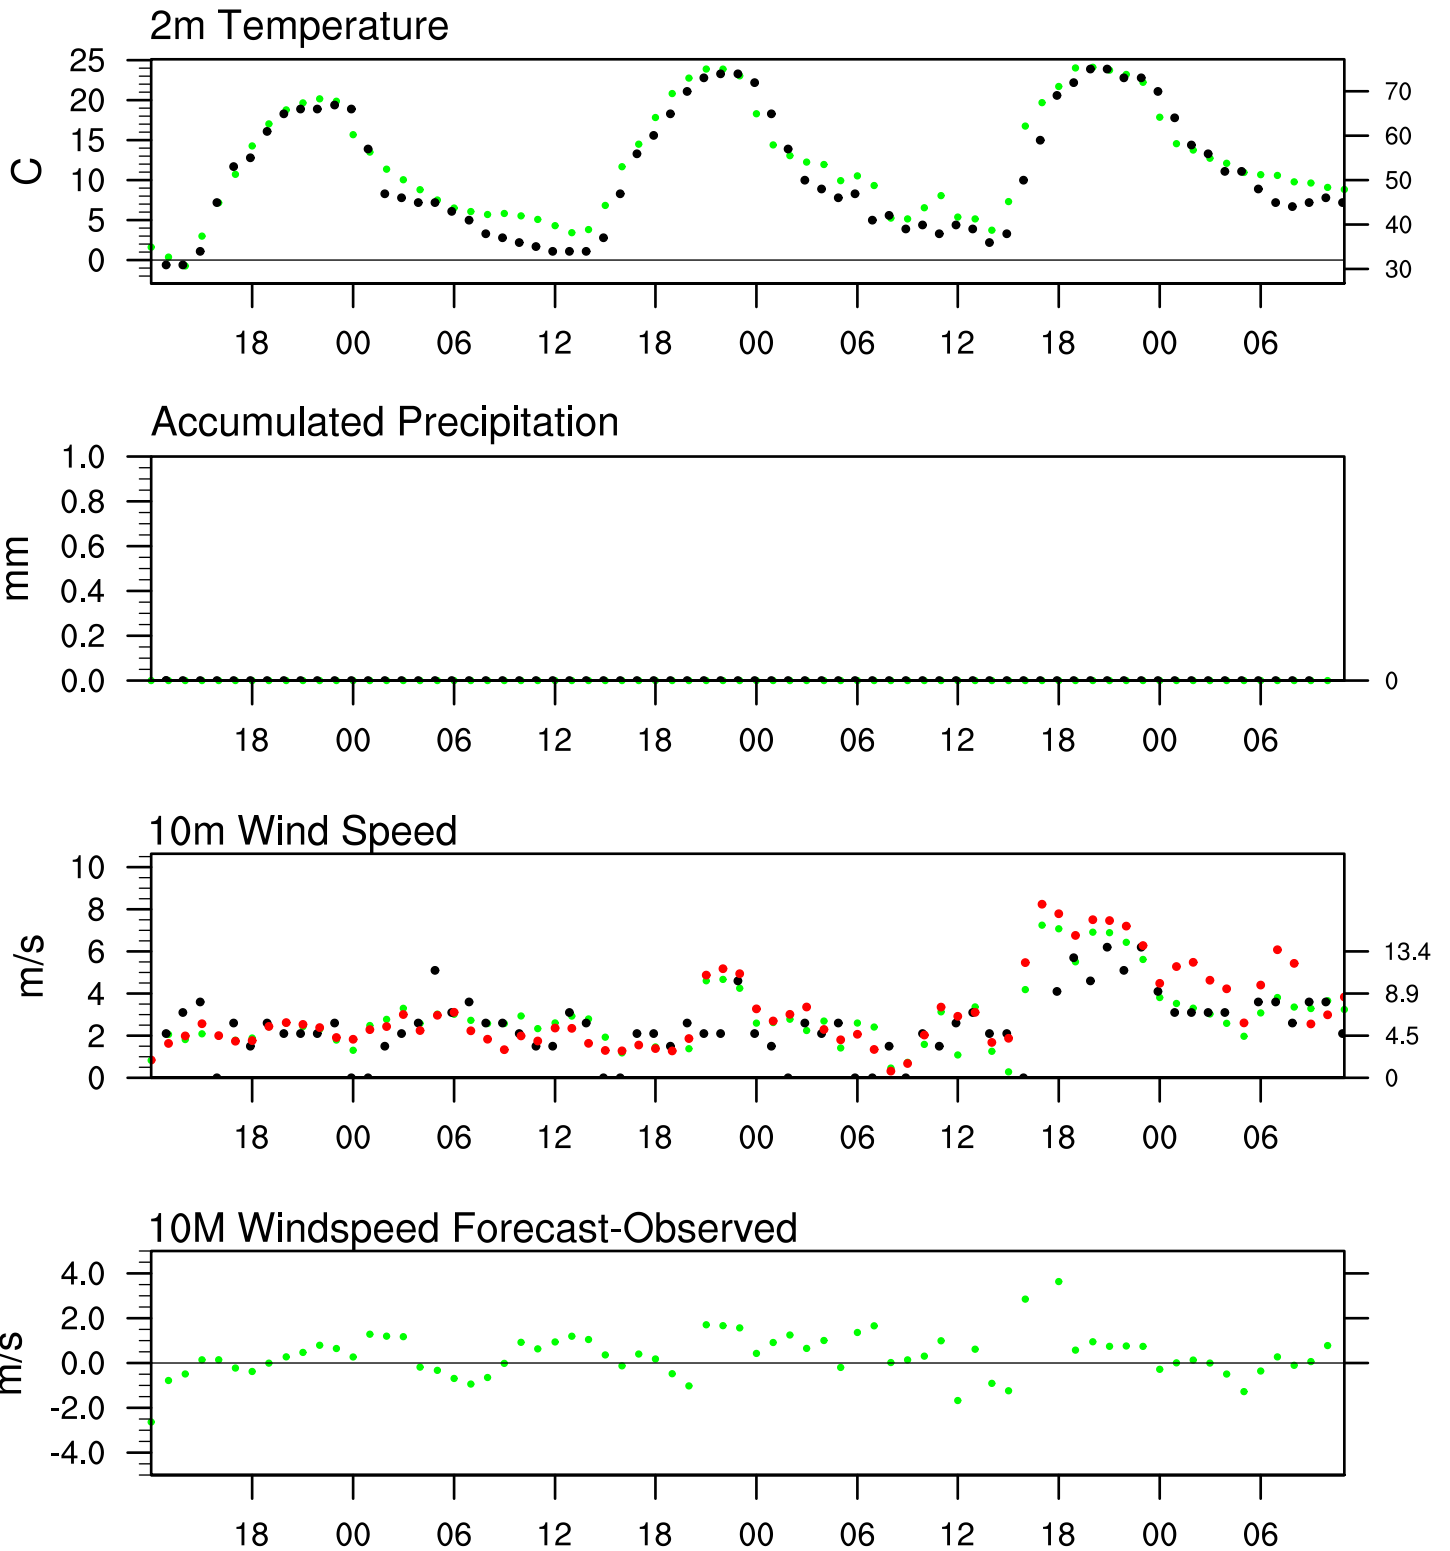 2m Temperature
25
20
15
10
5
0
C
70
60
50
40
30
18 00 06 12 18 00 06 12 18 00 06
Accumulated Precipitation
1.0
0.8
0.6
0.4
0.2
0.0
mm
0
18 00 06 12 18 00 06 12 18 00 06
10m Wind Speed
10
8
6
4
2
0
m/s
13.4
8.9
4.5
0
18 00 06 12 18 00 06 12 18 00 06
10M Windspeed Forecast-Observed
4.0
2.0
0.0
-2.0
-4.0
m/s
18 00 06 12 18 00 06 12 18 00 06